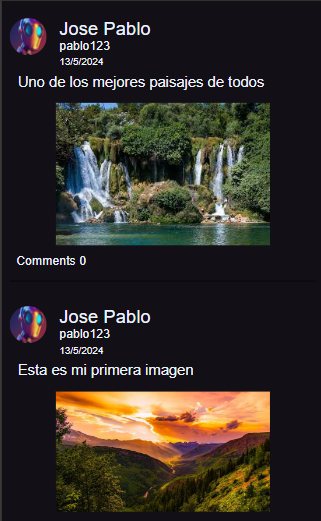 Jose Pablo
pablo123
13/5/2024
Uno de los mejores paisajes de todos
Comments 0
Jose Pablo
pablo123
13/5/2024
Esta es mi primera imagen